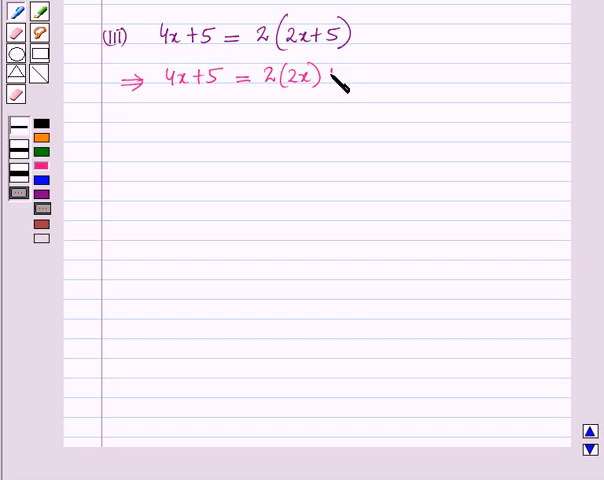 (iii) 4x+5 = 2(2x+5)
⇒ 4x+5 = 2(2x)